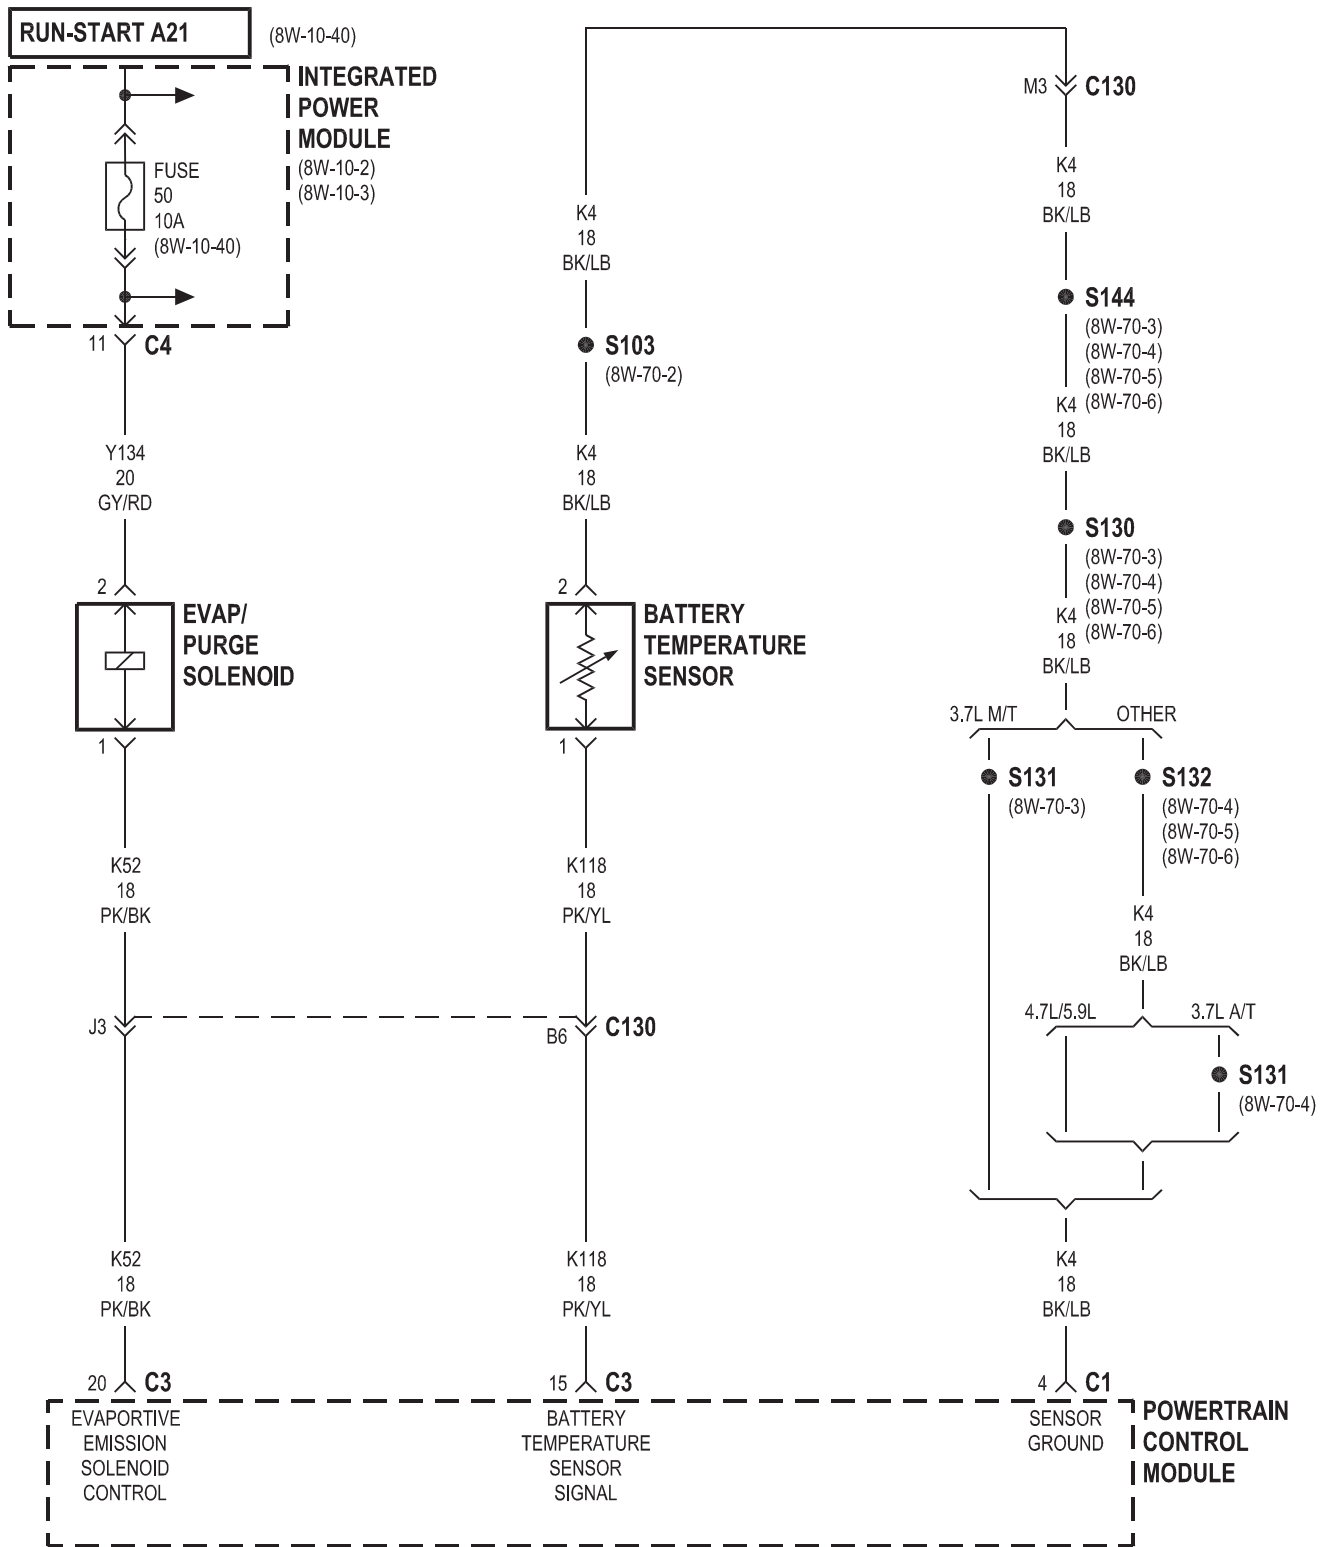 RUN-START A21
(8W-10-40)
INTEGRATED
POWER
MODULE
(8W-10-2)
(8W-10-3)
FUSE
50
10A
(8W-10-40)
11
C4
Y134
20
GY/RD
2
EVAP/
PURGE
SOLENOID
1
K52
18
PK/BK
J3
K52
18
PK/BK
20
C3
EVAPORTIVE
EMISSION
SOLENOID
CONTROL
K4
18
BK/LB
S103
(8W-70-2)
K4
18
BK/LB
2
BATTERY
TEMPERATURE
SENSOR
1
K118
18
PK/YL
B6
C130
K118
18
PK/YL
15
C3
BATTERY
TEMPERATURE
SENSOR
SIGNAL
M3
C130
K4
18
BK/LB
S144
(8W-70-3)
(8W-70-4)
(8W-70-5)
(8W-70-6)
K4
18
BK/LB
S130
(8W-70-3)
(8W-70-4)
(8W-70-5)
(8W-70-6)
K4
18
BK/LB
3.7L M/T
OTHER
S131
(8W-70-3)
S132
(8W-70-4)
(8W-70-5)
(8W-70-6)
K4
18
BK/LB
4.7L/5.9L
3.7L A/T
S131
(8W-70-4)
K4
18
BK/LB
4
C1
SENSOR
GROUND
POWERTRAIN
CONTROL
MODULE